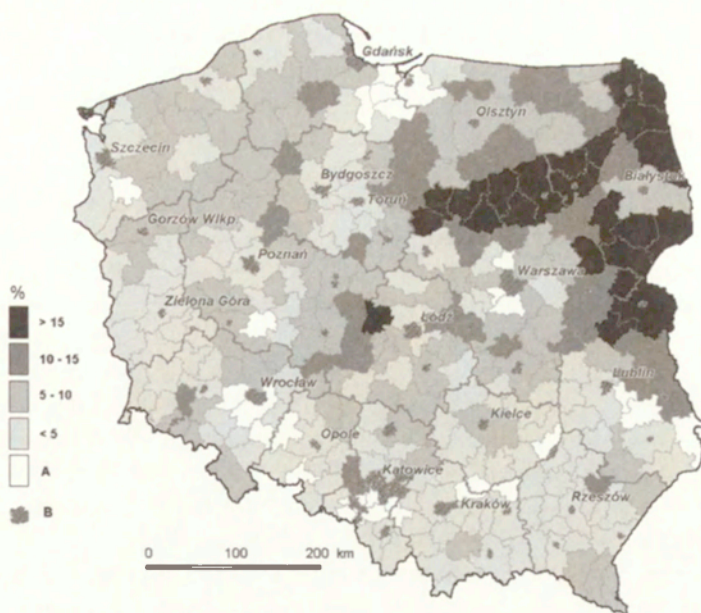 Gdańsk
Olsztyn
Szczecin
Bydgoszcz
Białystok
Toruń
Gorzów Wlkp
Poznań
Warszawa
%
> 15
Zielona Góra
Łódź
10 - 15
5 - 10
Lublin
Wrocław
< 5
Kielce
Opole
A
Katowice
Rzeszów
B
Kraków
0 100 200 km